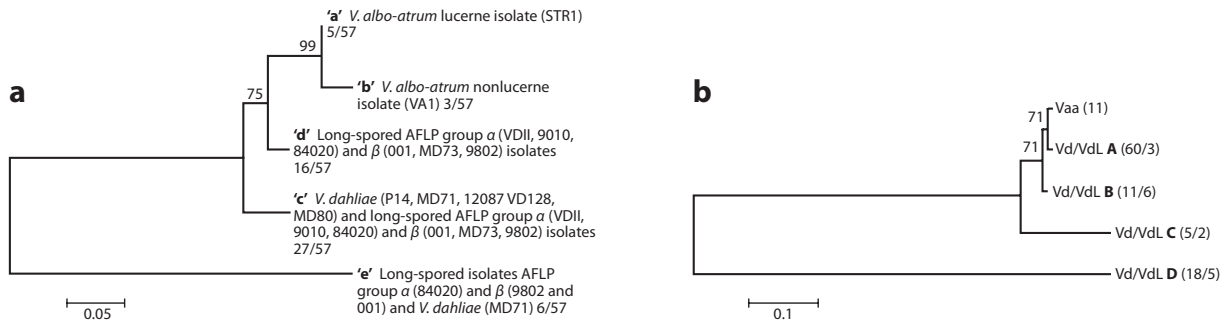 a
'a' V. albo-atrum lucerne isolate (STR1)
5/57
99
'b' V. albo-atrum nonlucerne
isolate (VA1) 3/57
75
'd' Long-spored AFLP group α (VDII, 9010,
84020) and β (001, MD73, 9802) isolates
16/57
'c' V. dahliae (P14, MD71, 12087 VD128,
MD80) and long-spored AFLP group α (VDII,
9010, 84020) and β (001, MD73, 9802) isolates
27/57
'e' Long-spored isolates AFLP
group α (84020) and β (9802 and
001) and V. dahliae (MD71) 6/57
0.05
b
Vaa (11)
71
Vd/VdL A (60/3)
71
Vd/VdL B (11/6)
Vd/VdL C (5/2)
Vd/VdL D (18/5)
0.1